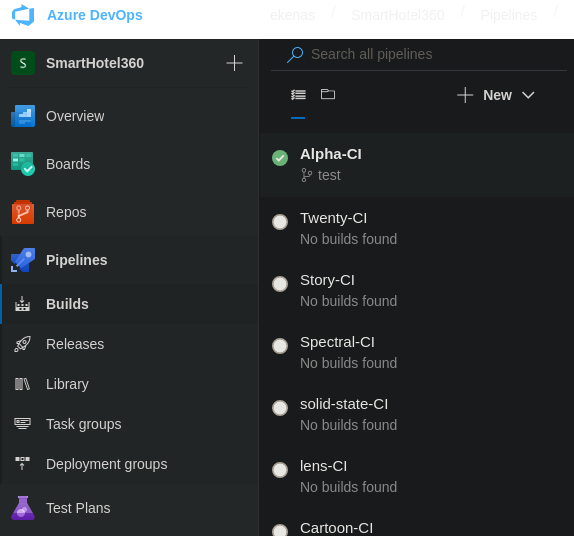 Azure DevOps
ekenas / SmartHotel360 / Pipelines /
S SmartHotel360
Search all pipelines
Overview
New
Boards
Repos
Pipelines
Builds
Releases
Library
Task groups
Deployment groups
Test Plans
Alpha-CI
test
Twenty-CI
No builds found
Story-CI
No builds found
Spectral-CI
No builds found
solid-state-CI
No builds found
lens-CI
No builds found
Cartoon-CI